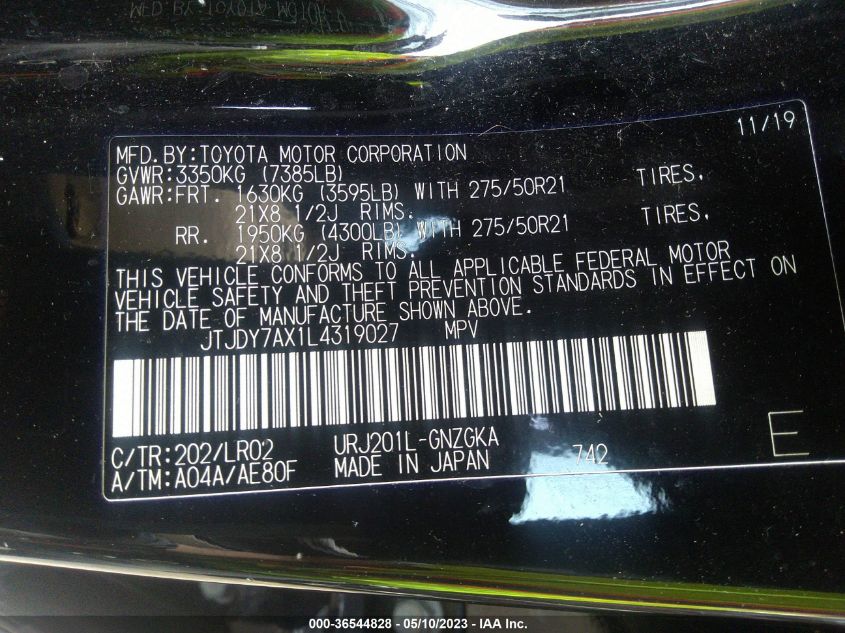 11/19
MFD.BY:TOYOTA MOTOR CORPORATION
GVWR:3350KG (7385LB)
GAWR:FRT. 1630KG (3595LB) WITH 275/50R21 TIRES,
21X8 1/2J RIMS.
RR. 1950KG (4300LB) WITH 275/50R21 TIRES,
21X8 1/2J RIMS.
THIS VEHICLE CONFORMS TO ALL APPLICABLE FEDERAL MOTOR
VEHICLE SAFETY AND THEFT PREVENTION STANDARDS IN EFFECT ON
THE DATE OF MANUFACTURE SHOWN ABOVE.
JTJDY7AX1L4319027 MPV
C/TR:202/LR02 URJ201L-GNZGKA
A/TM:A04A/AE80F MADE IN JAPAN 742 E
000-36544828 - 05/10/2023 - IAA Inc.